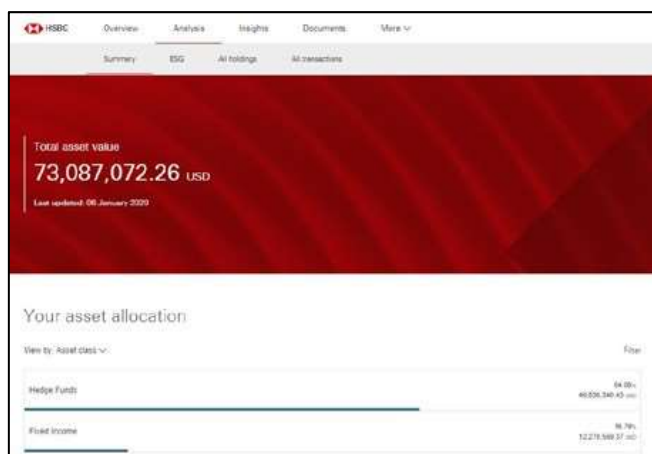 HSBC Overview Analysis Insights Documents More
Summary ESG All holdings All transactions
Total asset value
73,087,072.26 USD
Last updated: 06 January 2020
Your asset allocation
View by: Asset class
Filter
Hedge Funds
Fixed Income